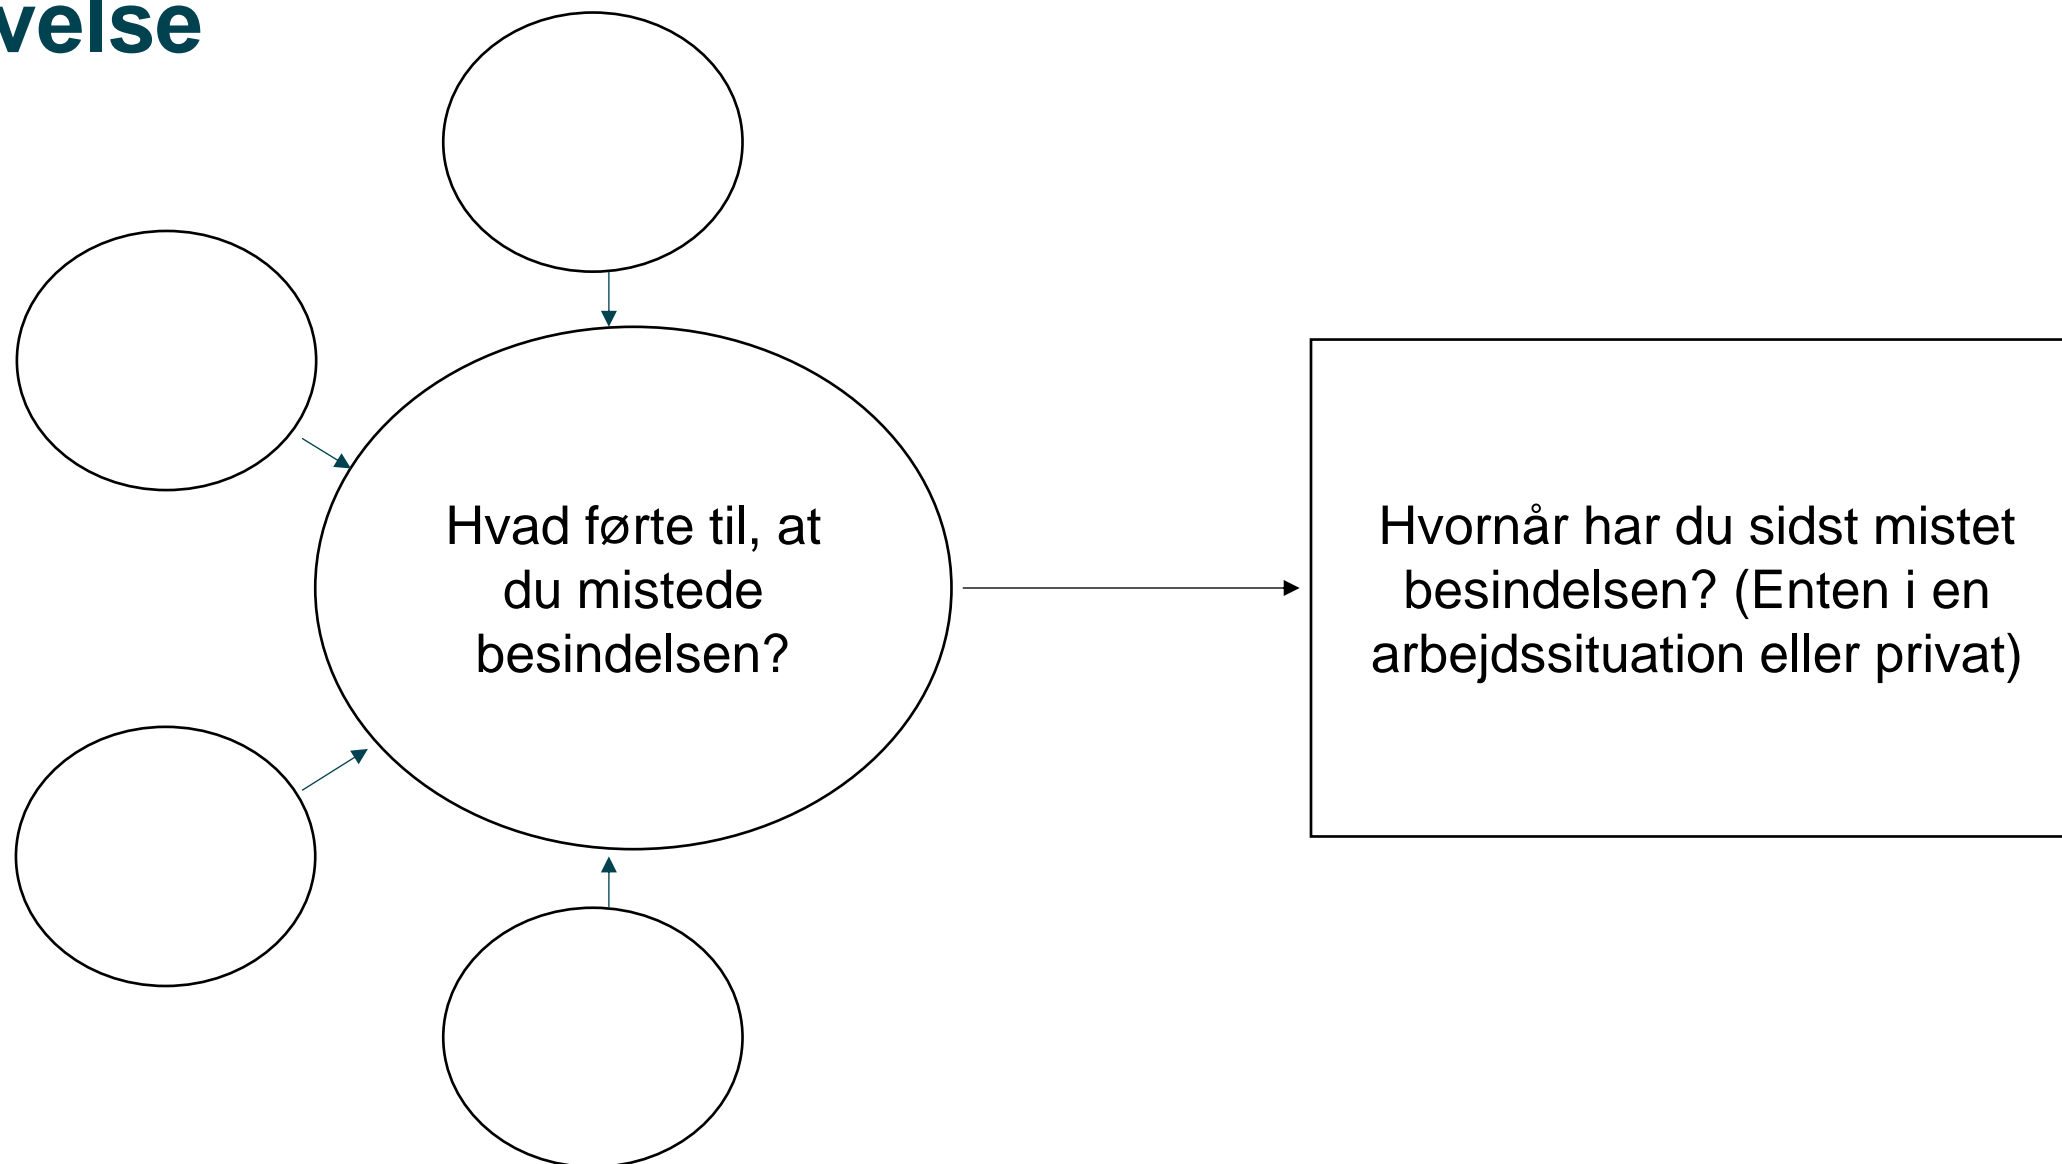 velse
Hvad førte til, at
du mistede
besindelsen?
Hvornår har du sidst mistet
besindelsen? (Enten i en
arbejdssituation eller privat)